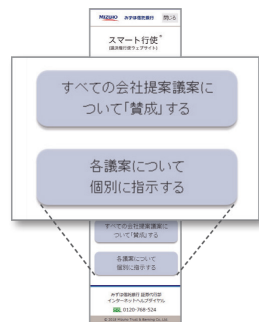 MIZUHO みずほ信託銀行 閉じる
スマート行使®
(議決権行使ウェブサイト)
すべての会社提案議案に
ついて「賛成」する
各議案について
個別に指示する
すべての会社提案議案に
ついて「賛成」する
各議案について
個別に指示する
みずほ信託銀行 証券代行部
インターネットヘルプダイヤル
0120-768-524
© 2018 Mizuho Trust & Banking Co., Ltd.